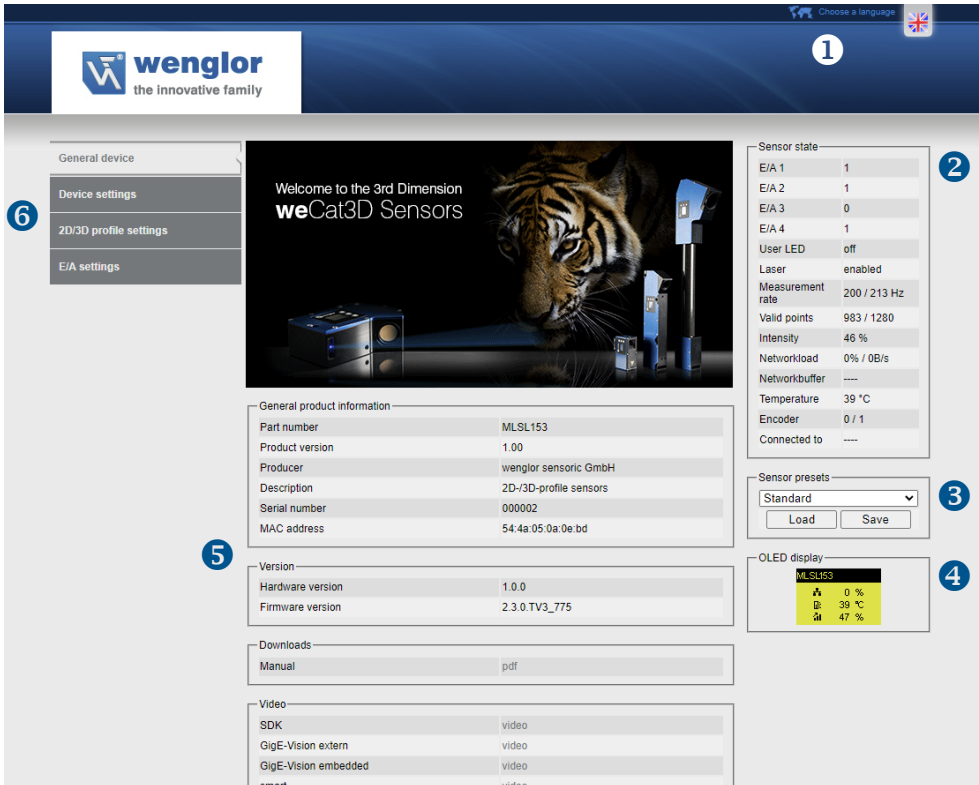 Choose a language
1
wenglor
the innovative family
General device
Device settings
2D/3D profile settings
E/A settings
6
Welcome to the 3rd Dimension
weCat3D Sensors
Sensor state
2
E/A 1 1
E/A 2 1
E/A 3 0
E/A 4 1
User LED off
Laser enabled
Measurement
rate 200 / 213 Hz
Valid points 983 / 1280
Intensity 46 %
Networkload 0% / 0B/s
Networkbuffer ----
Temperature 39 °C
Encoder 0 / 1
Connected to ----
Sensor presets
Standard
3
Load Save
OLED display
4
MLSL153
0 %
39 °C
47 %
General product information
Part number MLSL153
Product version 1.00
Producer wenglor sensoric GmbH
Description 2D-/3D-profile sensors
Serial number 000002
MAC address 54:4a:05:0a:0e:bd
5
Version
Hardware version 1.0.0
Firmware version 2.3.0.TV3_775
Downloads
Manual pdf
Video
SDK video
GigE-Vision extern video
GigE-Vision embedded video
smart video